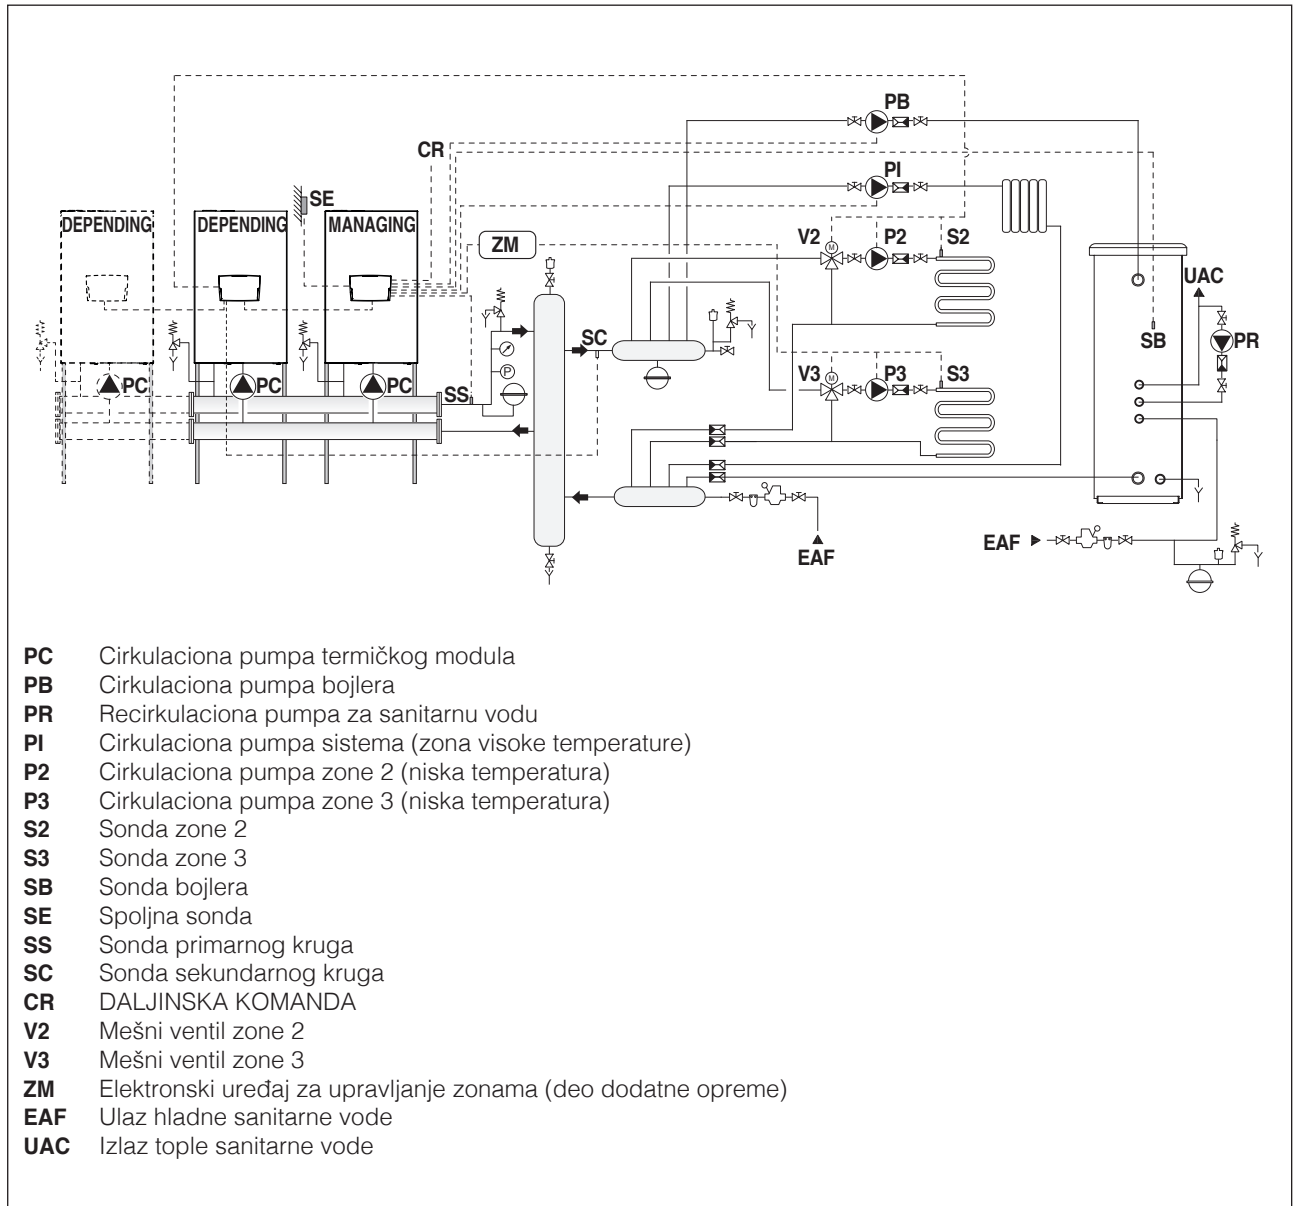 PB
CR
PI
SE
DEPENDING
DEPENDING
MANAGING
ZM
V2
P2
S2
M
UAC
SC
SB
PR
PC
PC
PC
SS
P
V3
P3
S3
M
EAF
EAF
PC Cirkulaciona pumpa termičkog modula
PB Cirkulaciona pumpa bojlera
PR Recirkulaciona pumpa za sanitarnu vodu
PI Cirkulaciona pumpa sistema (zona visoke temperature)
P2 Cirkulaciona pumpa zone 2 (niska temperatura)
P3 Cirkulaciona pumpa zone 3 (niska temperatura)
S2 Sonda zone 2
S3 Sonda zone 3
SB Sonda bojlera
SE Spoljna sonda
SS Sonda primarnog kruga
SC Sonda sekundarnog kruga
CR DALJINSKA KOMANDA
V2 Mešni ventil zone 2
V3 Mešni ventil zone 3
ZM Elektronski uređaj za upravljanje zonama (deo dodatne opreme)
EAF Ulaz hladne sanitarne vode
UAC Izlaz tople sanitarne vode